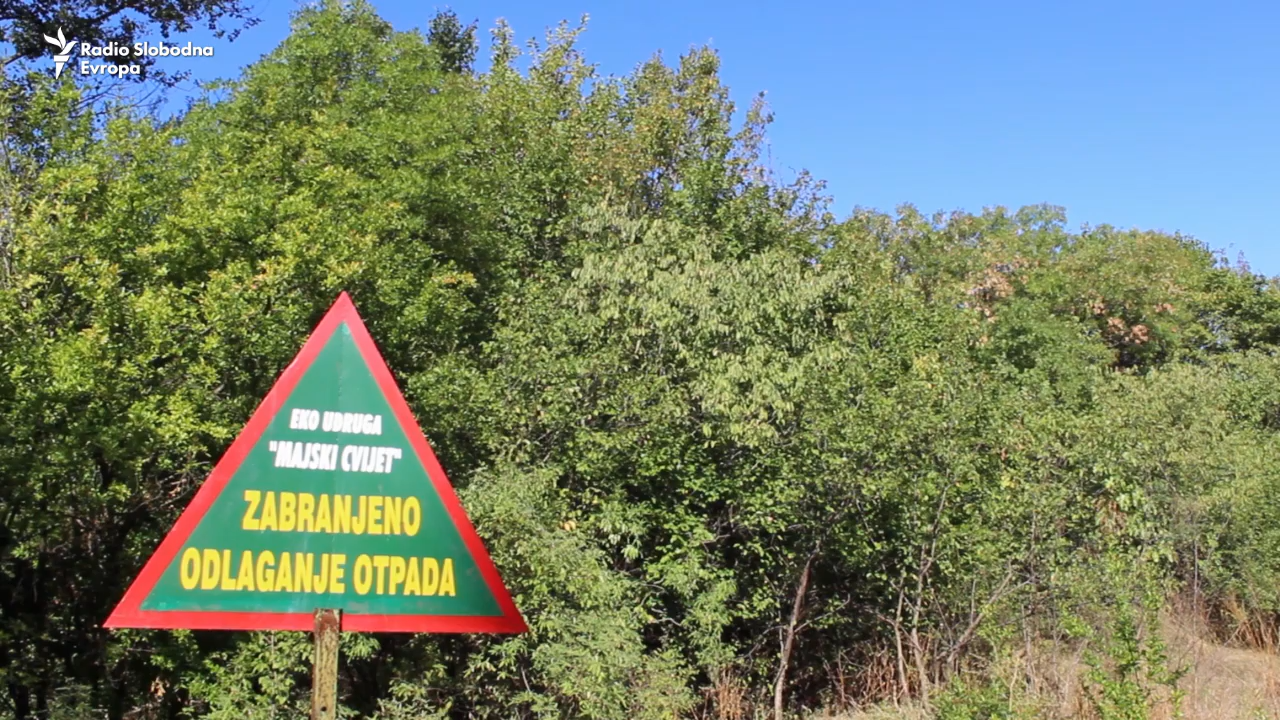 Radio Slobodna
Evropa
EKO UDRUGA
"MAJSKI CVIJET"
ZABRANJENO
ODLAGANJE OTPADA